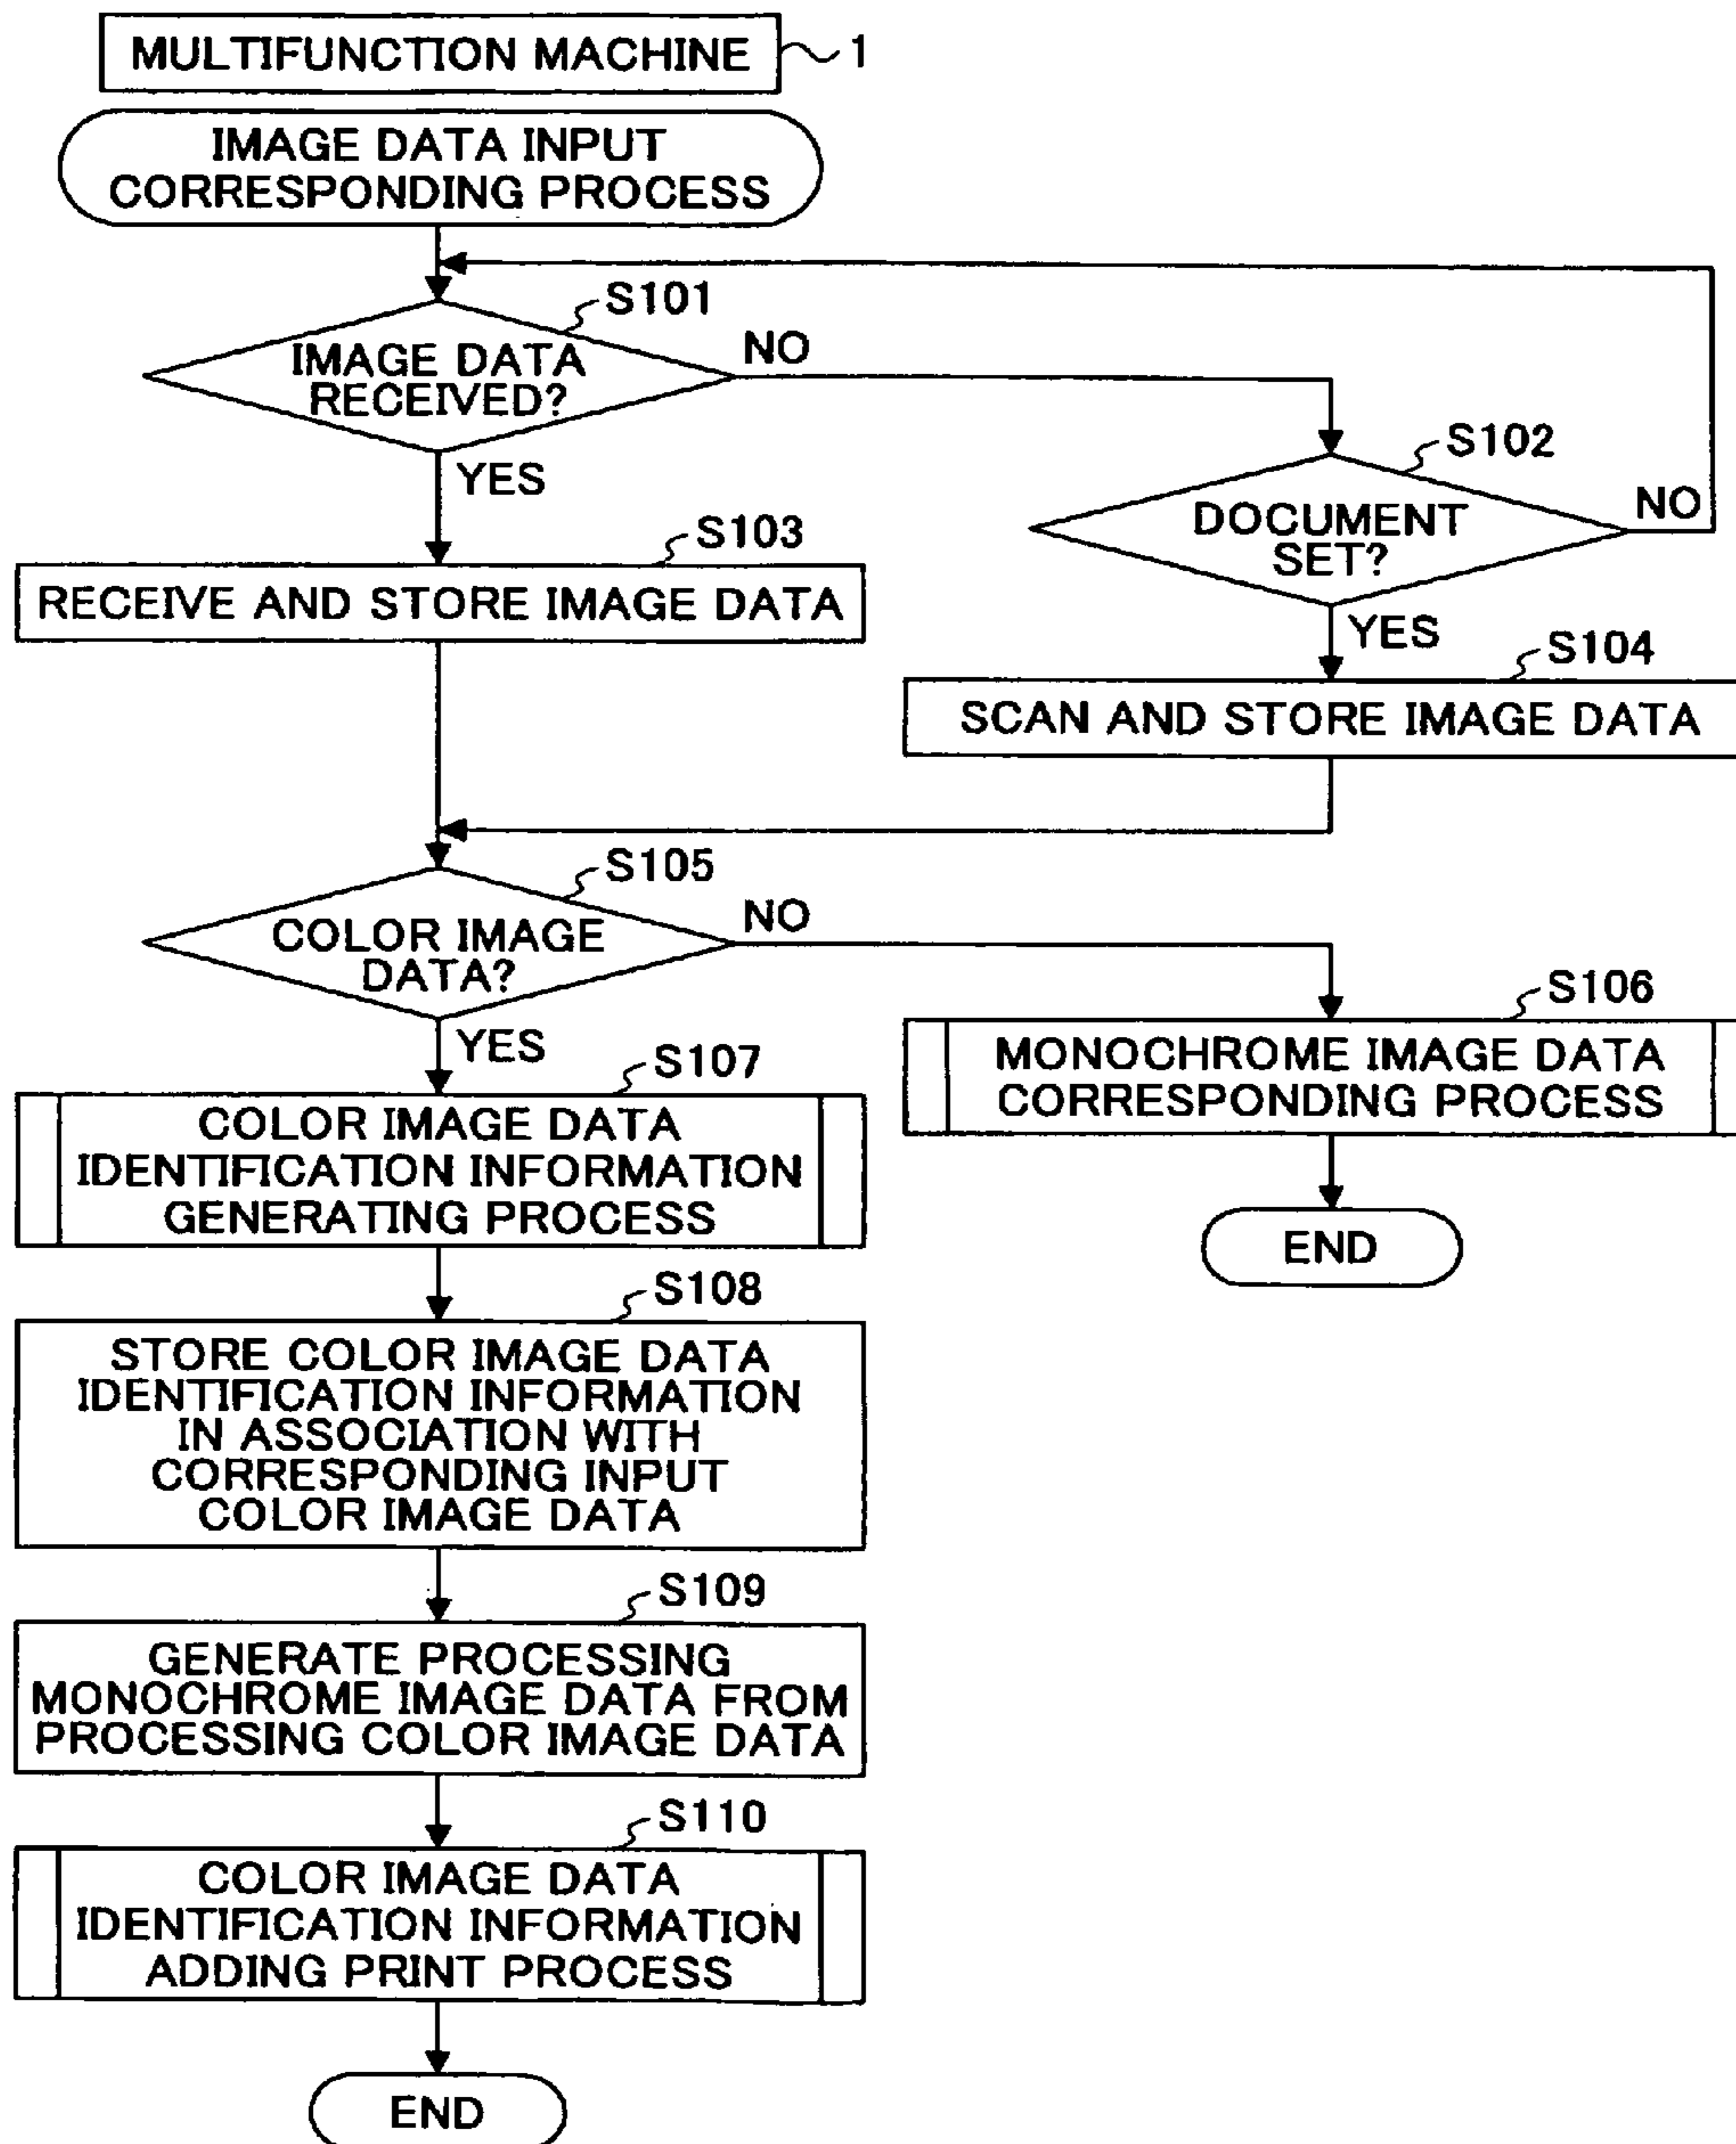 MULTIFUNCTION MACHINE
1
IMAGE DATA INPUT
CORRESPONDING PROCESS
S101
IMAGE DATA
RECEIVED?
NO
YES
S102
DOCUMENT
SET?
NO
YES
S103
RECEIVE AND STORE IMAGE DATA
S104
SCAN AND STORE IMAGE DATA
S105
COLOR IMAGE
DATA?
NO
YES
S106
MONOCHROME IMAGE DATA
CORRESPONDING PROCESS
END
S107
COLOR IMAGE DATA
IDENTIFICATION INFORMATION
GENERATING PROCESS
S108
STORE COLOR IMAGE DATA
IDENTIFICATION INFORMATION
IN ASSOCIATION WITH
CORRESPONDING INPUT
COLOR IMAGE DATA
S109
GENERATE PROCESSING
MONOCHROME IMAGE DATA FROM
PROCESSING COLOR IMAGE DATA
S110
COLOR IMAGE DATA
IDENTIFICATION INFORMATION
ADDING PRINT PROCESS
END